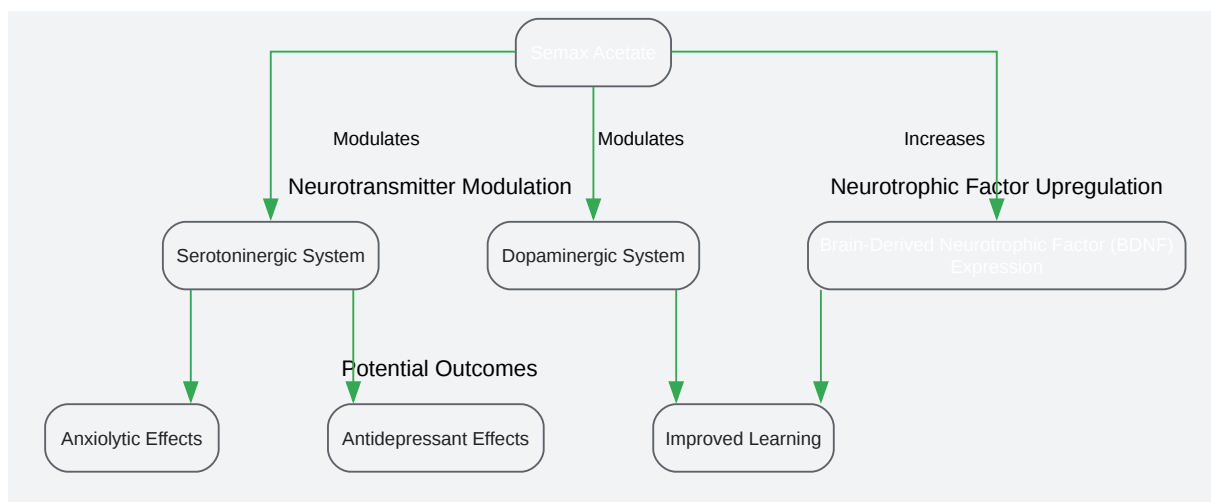 Semax Acetate
Modulates
Modulates
Increases
Neurotransmitter Modulation
Neurotrophic Factor Upregulation
Serotoninergic System
Dopaminergic System
Brain-Derived Neurotrophic Factor (BDNF)
Expression
Potential Outcomes
Anxiolytic Effects
Antidepressant Effects
Improved Learning